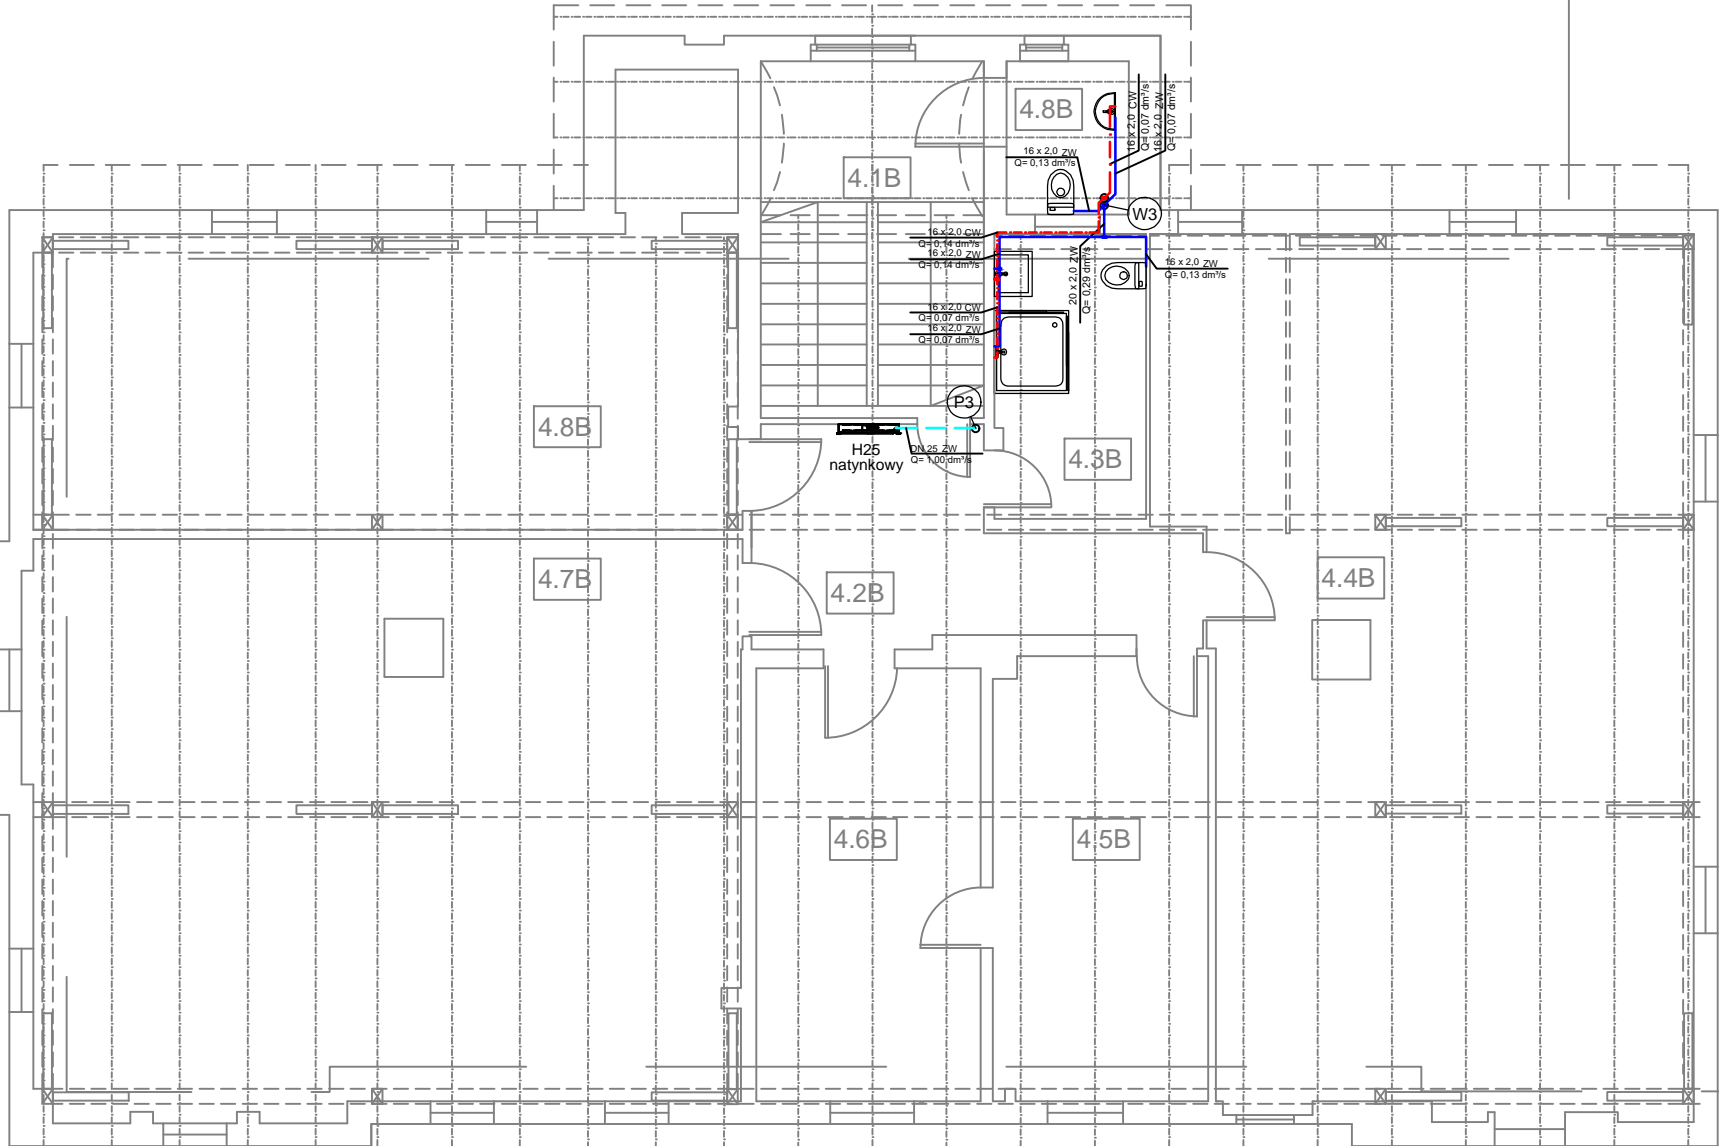 4.8B
16 x 2,0 CW
Q= 0,07 dm³/s
16 x 2,0 ZW
Q= 0,07 dm³/s
16 x 2,0 ZW
Q= 0,13 dm³/s
4.1B
W3
16 x 2,0 CW
Q= 0,14 dm³/s
16 x 2,0 ZW
Q= 0,14 dm³/s
20 x 2,0 ZW
Q= 0,29 dm³/s
16 x 2,0 ZW
Q= 0,13 dm³/s
16 x 2,0 CW
Q= 0,07 dm³/s
16 x 2,0 ZW
Q= 0,07 dm³/s
P3
4.8B
H25
natynkowy
DN 25 ZW
Q= 1,00 dm³/s
4.3B
4.7B
4.2B
4.4B
4.6B
4.5B